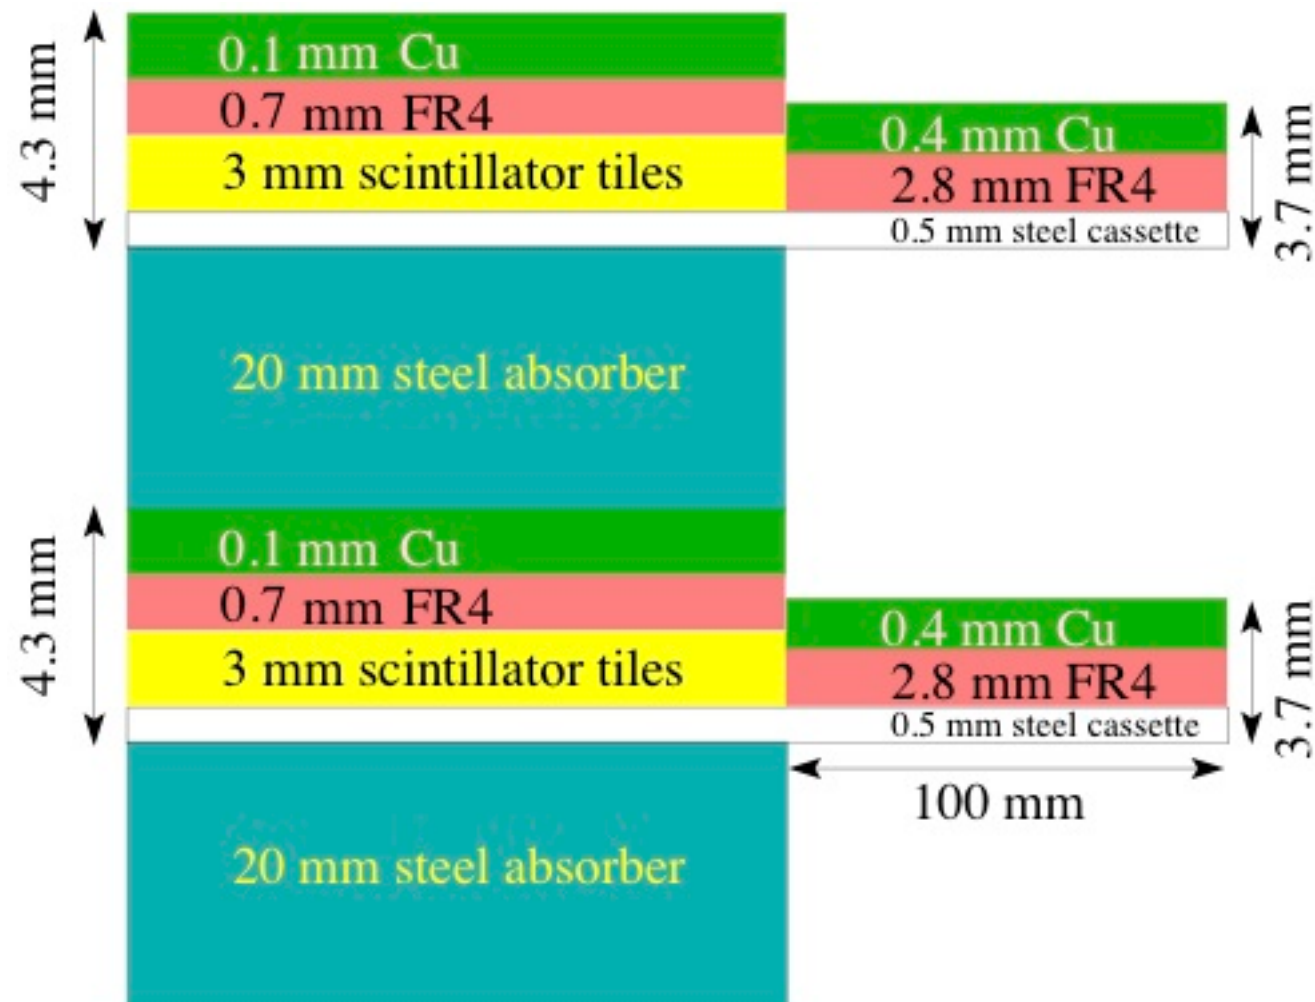 4.3 mm
0.1 mm Cu
0.7 mm FR4
3 mm scintillator tiles
0.4 mm Cu
2.8 mm FR4
0.5 mm steel cassette
3.7 mm
20 mm steel absorber
4.3 mm
0.1 mm Cu
0.7 mm FR4
3 mm scintillator tiles
0.4 mm Cu
2.8 mm FR4
0.5 mm steel cassette
3.7 mm
100 mm
20 mm steel absorber